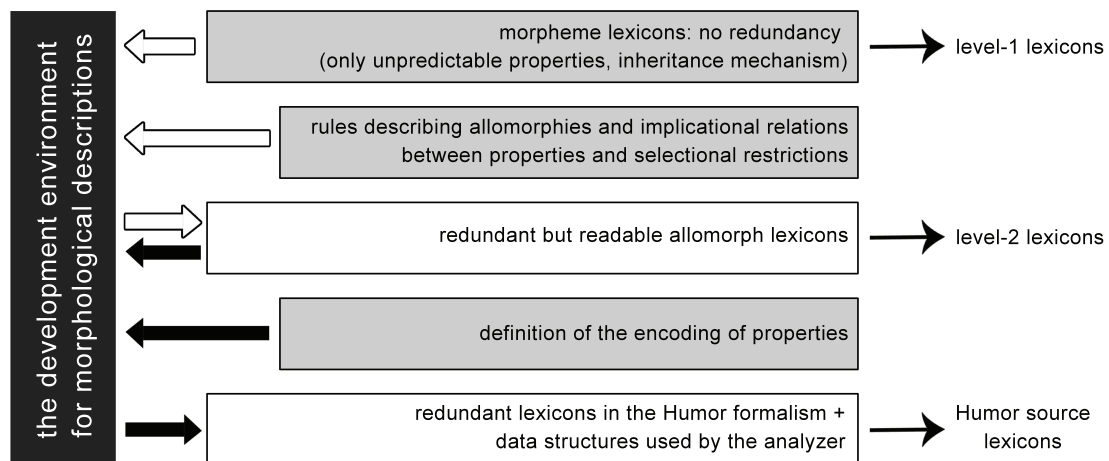 the development environment
for morphological descriptions
morpheme lexicons: no redundancy
(only unpredictable properties, inheritance mechanism)
level-1 lexicons
rules describing allomorphies and implicational relations
between properties and selectional restrictions
redundant but readable allomorph lexicons
level-2 lexicons
definition of the encoding of properties
redundant lexicons in the Humor formalism +
data structures used by the analyzer
Humor source
lexicons